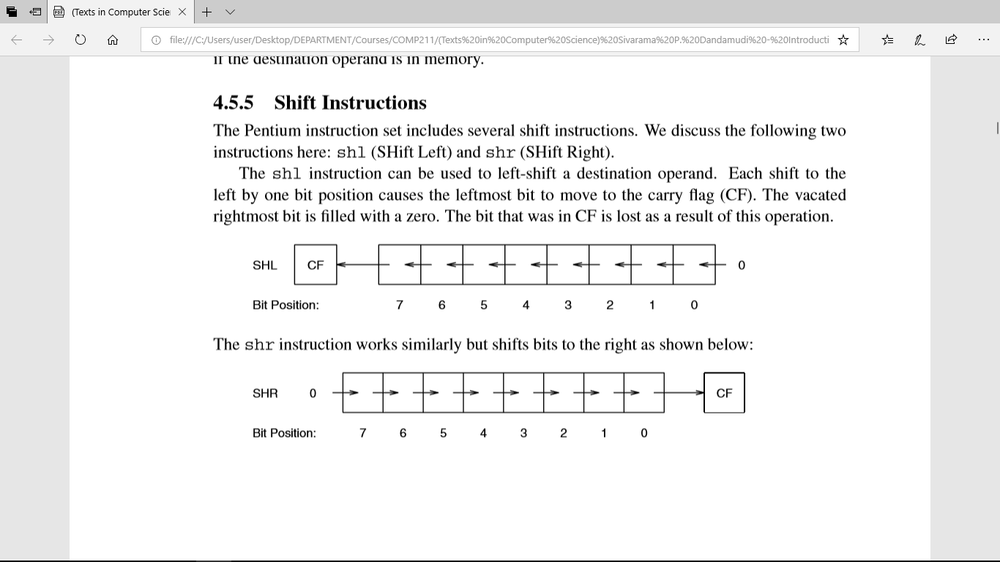 (Texts in Computer Scie
file:///C:/Users/user/Desktop/DEPARTMENT/Courses/COMP211/(Texts%20in%20Computer%20Science)%20Sivarama%20P.%20Dandamudi%20-%20Introducti
if the destination operand is in memory.
4.5.5 Shift Instructions
The Pentium instruction set includes several shift instructions. We discuss the following two
instructions here: shl (SHift Left) and shr (SHift Right).
The shl instruction can be used to left-shift a destination operand. Each shift to the
left by one bit position causes the leftmost bit to move to the carry flag (CF). The vacated
rightmost bit is filled with a zero. The bit that was in CF is lost as a result of this operation.
SHL CF 0
Bit Position: 7 6 5 4 3 2 1 0
The shr instruction works similarly but shifts bits to the right as shown below:
SHR 0 CF
Bit Position: 7 6 5 4 3 2 1 0